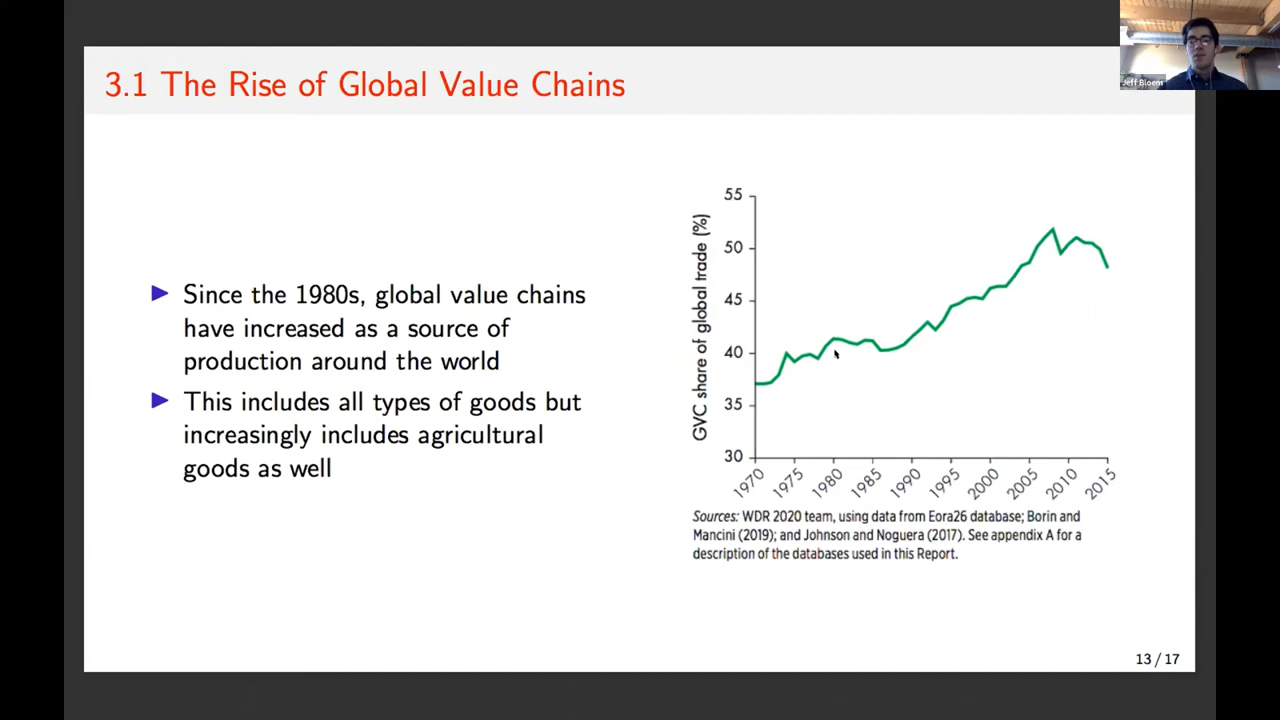 3.1 The Rise of Global Value Chains
Jeff Bloem
Since the 1980s, global value chains
have increased as a source of
production around the world
This includes all types of goods but
increasingly includes agricultural
goods as well
GVC share of global trade (%)
55
50
45
40
35
30
1970
1975
1980
1985
1990
1995
2000
2005
2010
2015
Sources: WDR 2020 team, using data from Eora26 database; Borin and
Mancini (2019); and Johnson and Noguera (2017). See appendix A for a
description of the databases used in this Report.
13 / 17